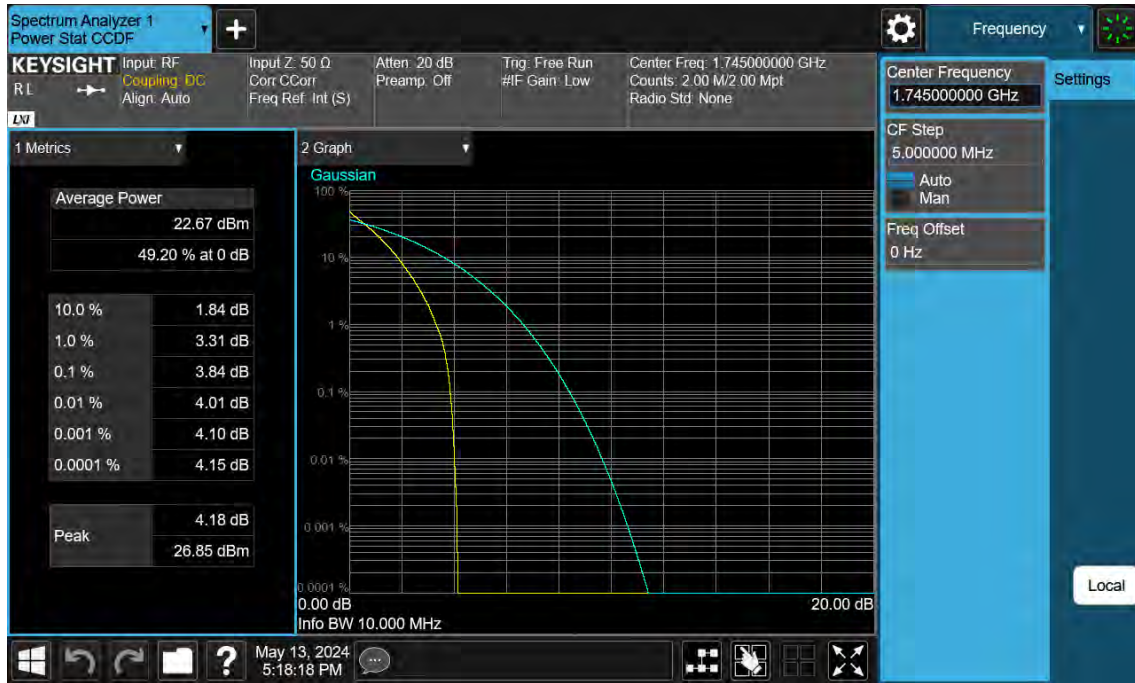 Spectrum Analyzer 1
Power Stat CCDF
Frequency
KEYSIGHT
R L
LXI
Input: RF
Coupling: DC
Align: Auto
Input Z: 50 Ω
Corr CCorr
Freq Ref: Int (S)
Atten: 20 dB
Preamp: Off
Trig: Free Run
#IF Gain: Low
Center Freq: 1.745000000 GHz
Counts: 2.00 M/2.00 Mpt
Radio Std: None
Center Frequency
1.745000000 GHz
Settings
CF Step
5.000000 MHz
Auto
Man
Freq Offset
0 Hz
1 Metrics
Average Power
22.67 dBm
49.20 % at 0 dB
10.0 % 1.84 dB
1.0 % 3.31 dB
0.1 % 3.84 dB
0.01 % 4.01 dB
0.001 % 4.10 dB
0.0001 % 4.15 dB
Peak
4.18 dB
26.85 dBm
2 Graph
Gaussian
100 %
10 %
1 %
0.1 %
0.01 %
0.001 %
0.0001 %
0.00 dB 20.00 dB
Info BW 10.000 MHz
Local
?
May 13, 2024
5:18:18 PM